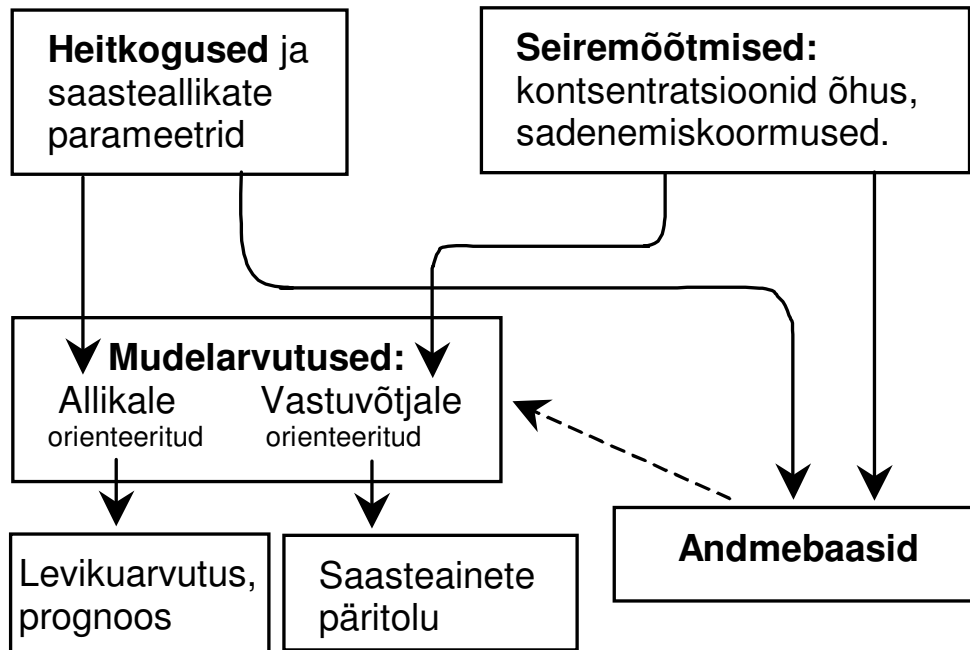 Heitkogused ja
saasteallikate
parameetrid
Seiremõõtmised:
kontsentratsioonid õhus,
sadenemiskoormused.
Mudelarvutused:
Allikale
orienteeritud
Vastuvõtjale
orienteeritud
Levikuarvutus,
prognoos
Saasteainete
päritolu
Andmebaasid